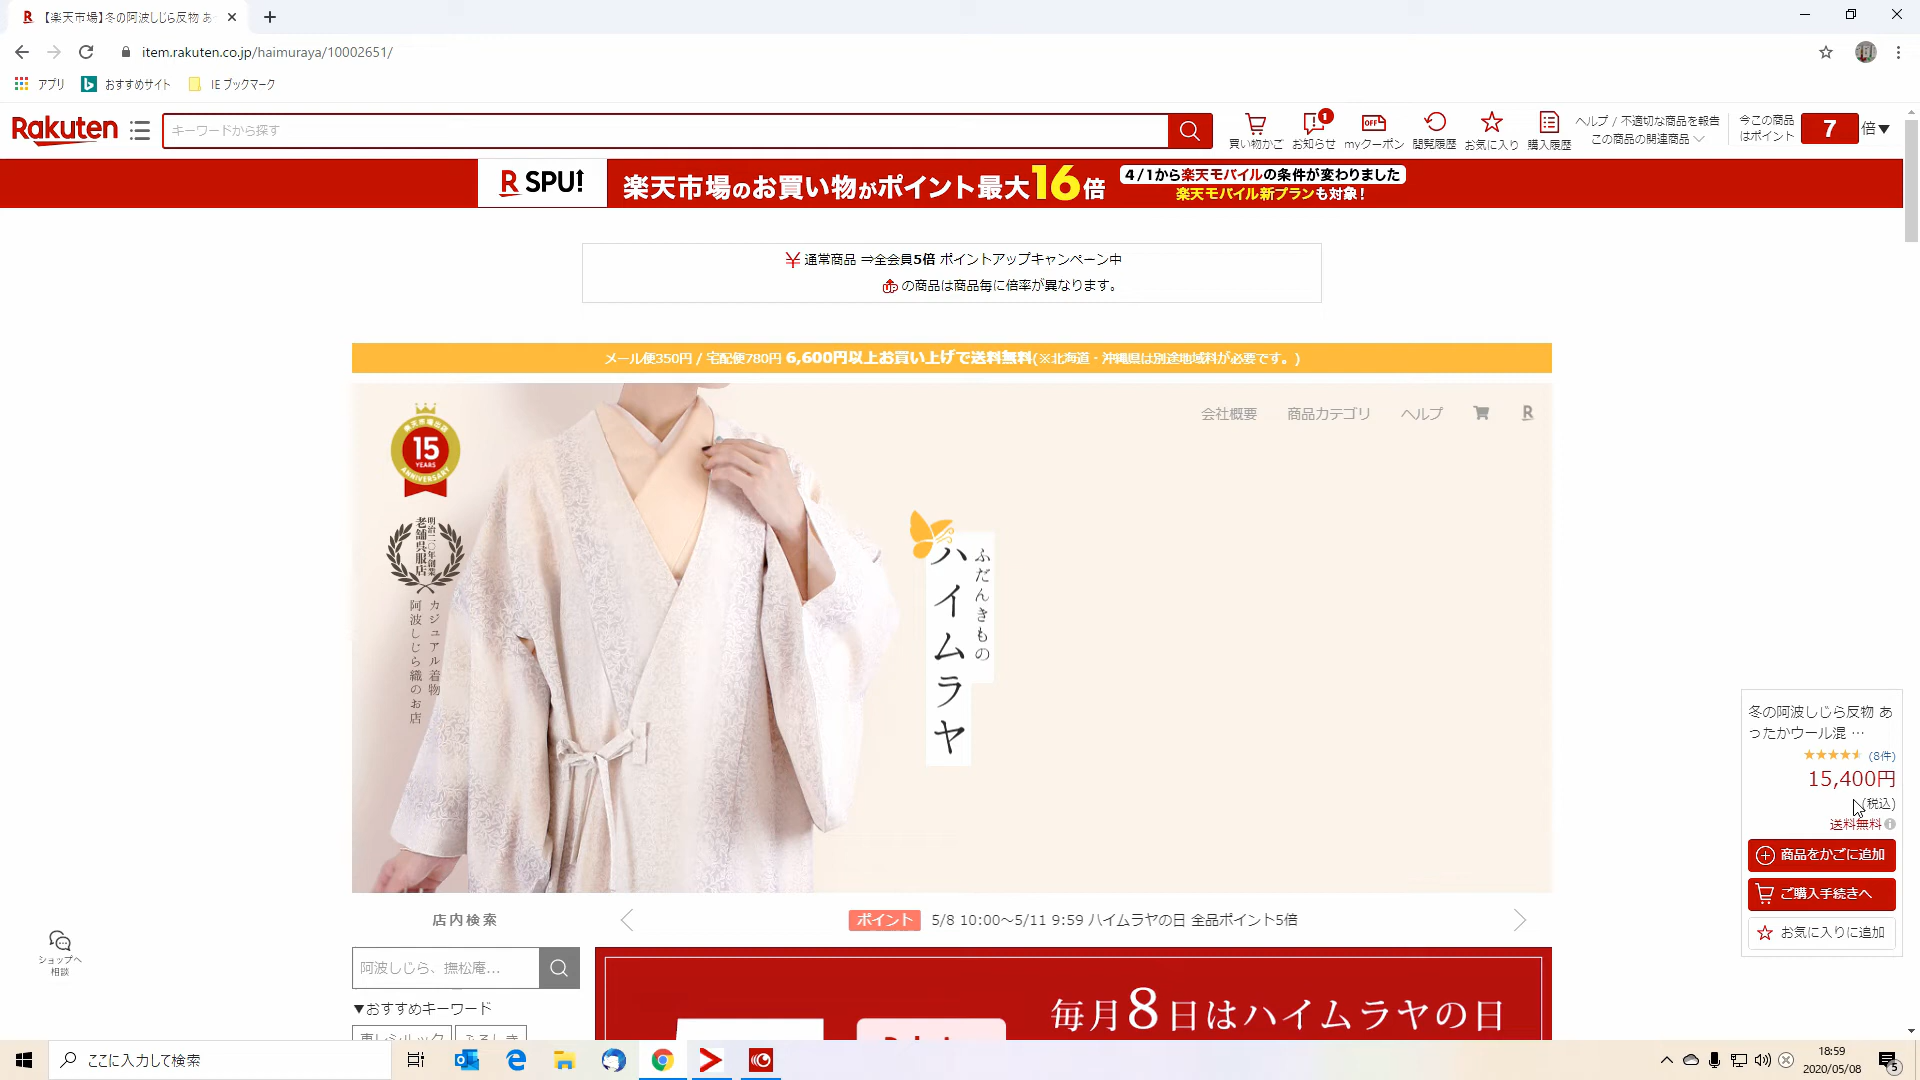 【楽天市場】冬の阿波しじら反物 あ
item.rakuten.co.jp/haimuraya/10002651/
アプリ
おすすめサイト
IE ブックマーク
Rakuten
キーワードから探す
買い物かご
1
お知らせ
OFF
myクーポン
閲覧履歴
お気に入り
購入履歴
ヘルプ / 不適切な商品を報告
この商品の関連商品
今この商品
はポイント
7
倍▼
R SPU!
楽天市場のお買い物がポイント最大16倍
4/1から楽天モバイルの条件が変わりました
楽天モバイル新プランも対象!
通常商品 ⇒全会員5倍 ポイントアップキャンペーン中
の商品は商品毎に倍率が異なります。
メール便350円 / 宅配便780円 6,600円以上お買い上げで送料無料(※北海道・沖縄県は別途地域料が必要です。)
会社概要
商品カテゴリ
ヘルプ
R
楽天市場出店
15
YEARS
ANNIVERSARY
明治二〇年創業
老舗呉服店
カジュアル着物
阿波しじら織のお店
ふだんきもの
ハイムラヤ
冬の阿波しじら反物 あ
ったかウール混 …
(8件)
15,400円
(税込)
送料無料
商品をかごに追加
ご購入手続きへ
お気に入りに追加
店内検索
ポイント
5/8 10:00～5/11 9:59 ハイムラヤの日 全品ポイント5倍
ショップへ
相談
阿波しじら、撫松庵...
▼おすすめキーワード
毎月8日はハイムラヤの日
ここに入力して検索
18:59
2020/05/08
5